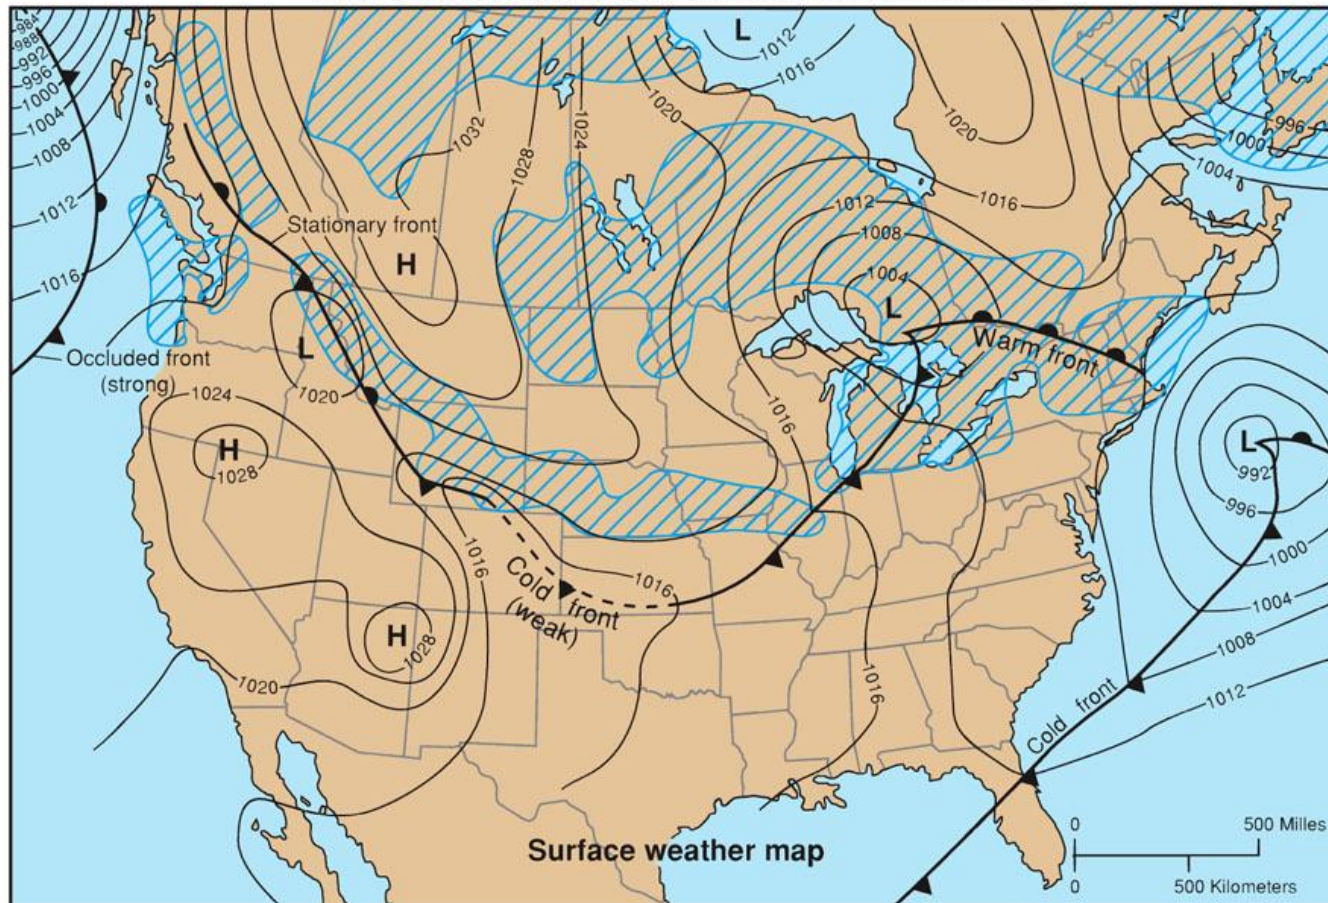 L
984
988
992
996
1000
1004
1008
1012
1016
L
1012
1016
1020
1016
996
1000
1004
1032
1028
1024
1020
1012
1008
1004
L
Stationary front
H
Occluded front
(strong)
L
1020
1024
H
1028
Warm front
1016
L
992
996
1000
1004
1008
1012
1016
Cold front
(weak)
1016
H
1028
1020
1016
Cold front
Surface weather map
0 500 Milles
0 500 Kilometers